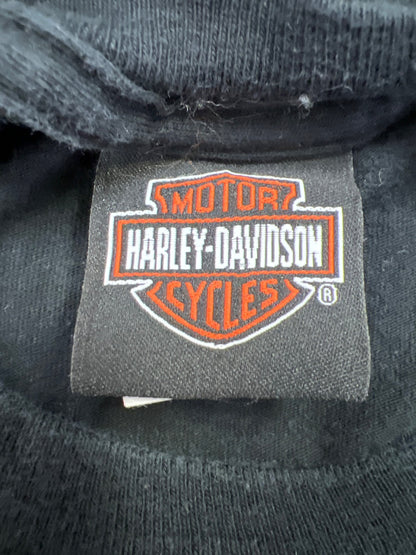 MOTOR
HARLEY-DAVIDSON
CYCLES
®